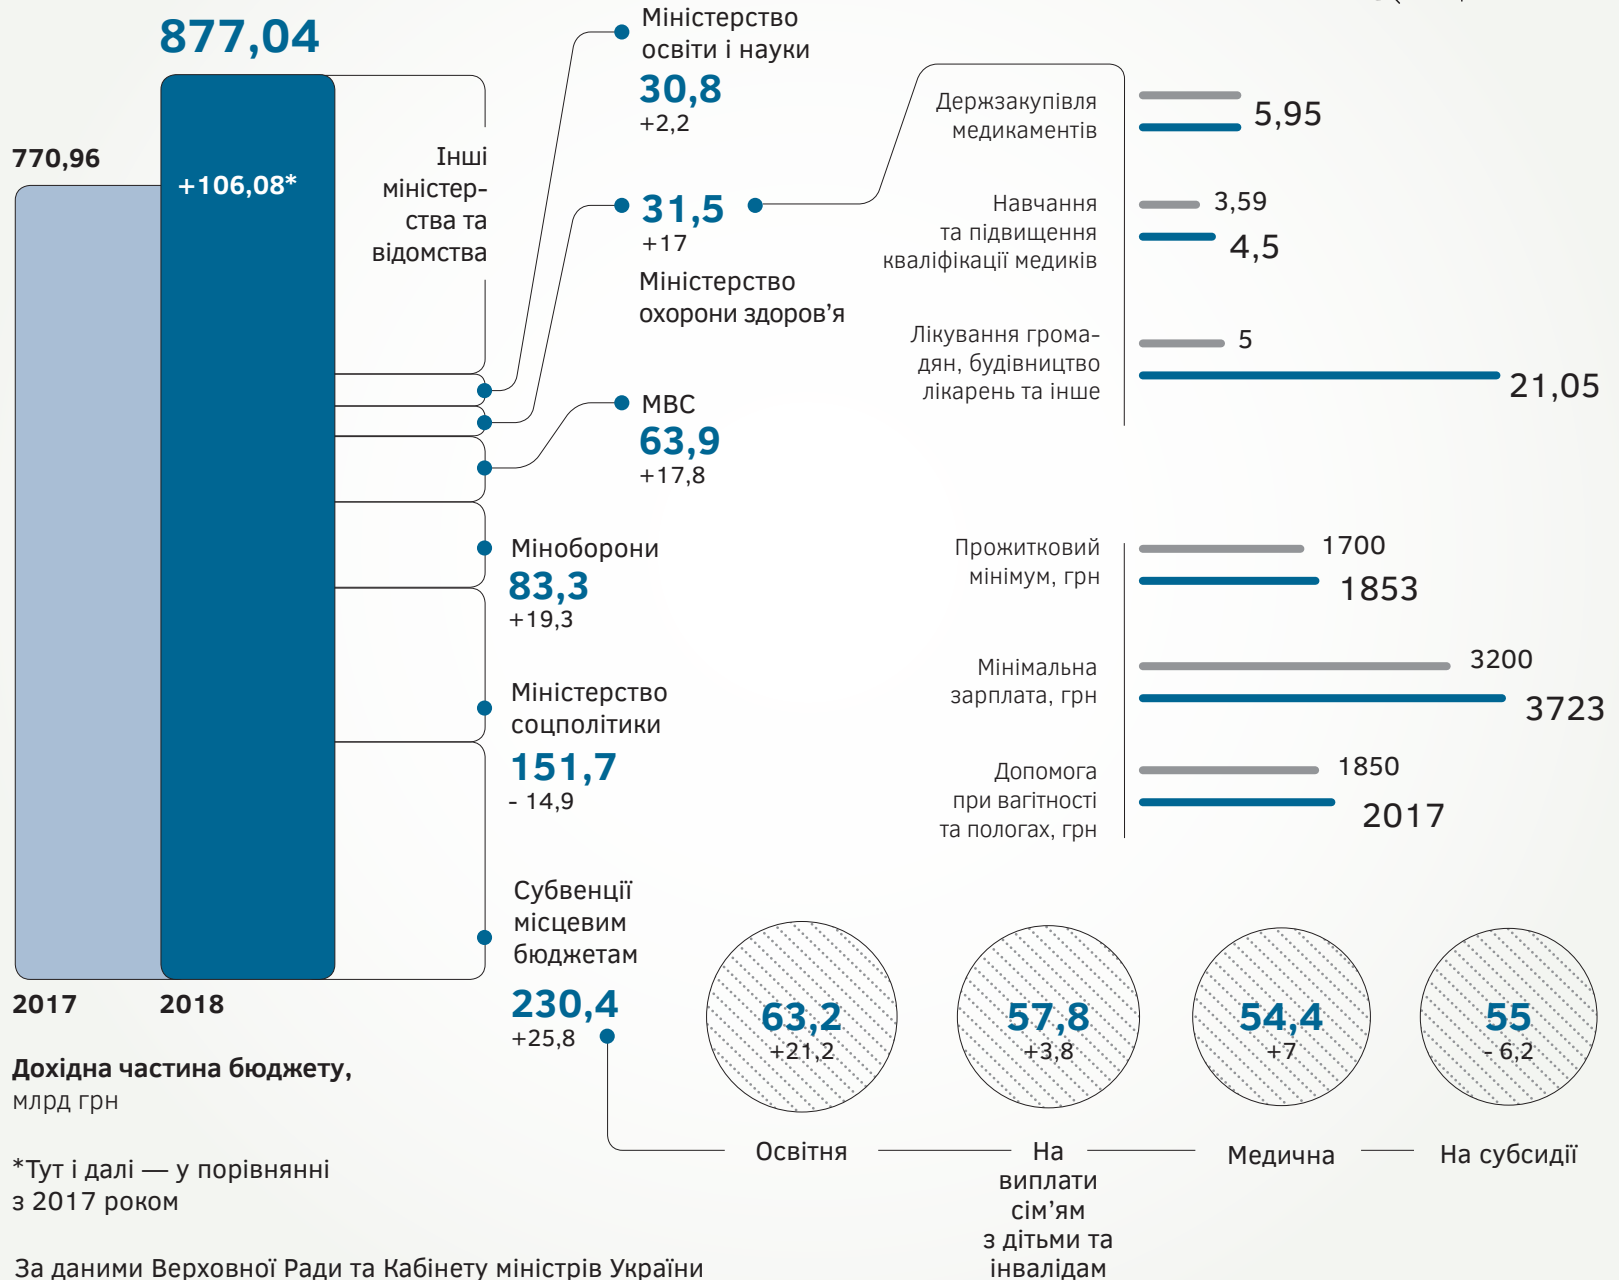 877,04
770,96
+106,08*
Інші
міністер-
ства та
відомства
2017
2018
Дохідна частина бюджету,
млрд грн
*Тут і далі — у порівнянні
з 2017 роком
За даними Верховної Ради та Кабінету міністрів України
Міністерство
освіти і науки
30,8
+2,2
31,5
+17
Міністерство
охорони здоров’я
МВС
63,9
+17,8
Міноборони
83,3
+19,3
Міністерство
соцполітики
151,7
- 14,9
Субвенції
місцевим
бюджетам
230,4
+25,8
Держзакупівля
медикаментів
5,95
Навчання
та підвищення
кваліфікації медиків
3,59
4,5
Лікування грома-
дян, будівництво
лікарень та інше
5
21,05
Прожитковий
мінімум, грн
1700
1853
Мінімальна
зарплата, грн
3200
3723
Допомога
при вагітності
та пологах, грн
1850
2017
63,2
+21,2
Освітня
57,8
+3,8
На
виплати
сім’ям
з дітьми та
інвалідам
54,4
+7
Медична
55
- 6,2
На субсидії